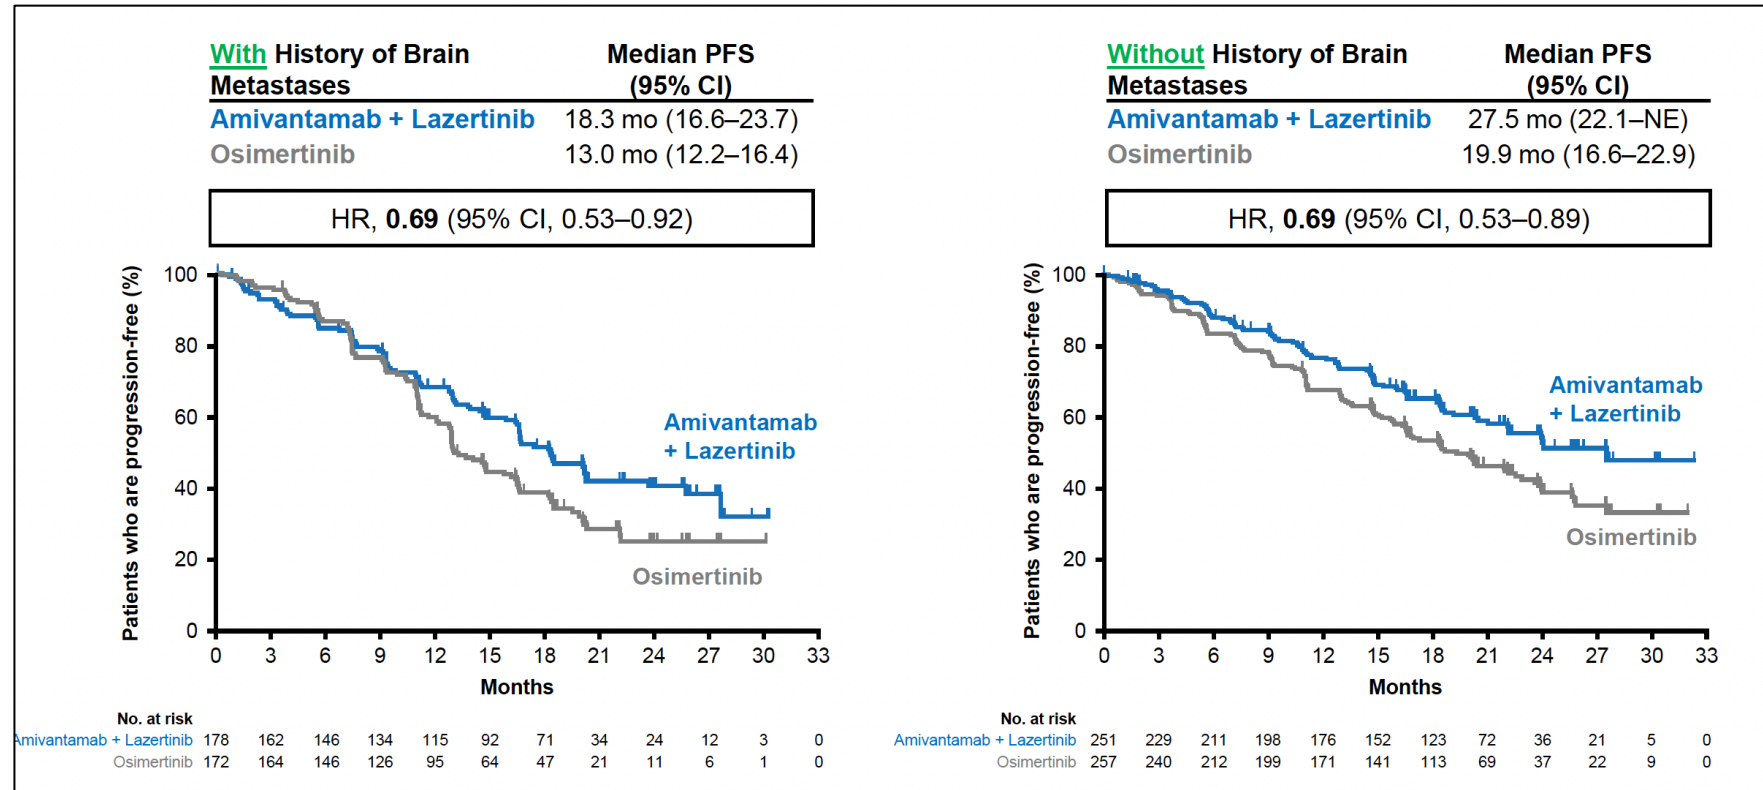 With History of Brain Metastases
Median PFS (95% CI)
Amivantamab + Lazertinib 18.3 mo (16.6–23.7)
Osimertinib 13.0 mo (12.2–16.4)
HR, 0.69 (95% CI, 0.53–0.92)
Patients who are progression-free (%)
100
80
60
40
20
0
Amivantamab
+ Lazertinib
Osimertinib
0 3 6 9 12 15 18 21 24 27 30 33
Months
No. at risk
Amivantamab + Lazertinib 178 162 146 134 115 92 71 34 24 12 3 0
Osimertinib 172 164 146 126 95 64 47 21 11 6 1 0
Without History of Brain Metastases
Median PFS (95% CI)
Amivantamab + Lazertinib 27.5 mo (22.1–NE)
Osimertinib 19.9 mo (16.6–22.9)
HR, 0.69 (95% CI, 0.53–0.89)
Patients who are progression-free (%)
100
80
60
40
20
0
Amivantamab
+ Lazertinib
Osimertinib
0 3 6 9 12 15 18 21 24 27 30 33
Months
No. at risk
Amivantamab + Lazertinib 251 229 211 198 176 152 123 72 36 21 5 0
Osimertinib 257 240 212 199 171 141 113 69 37 22 9 0